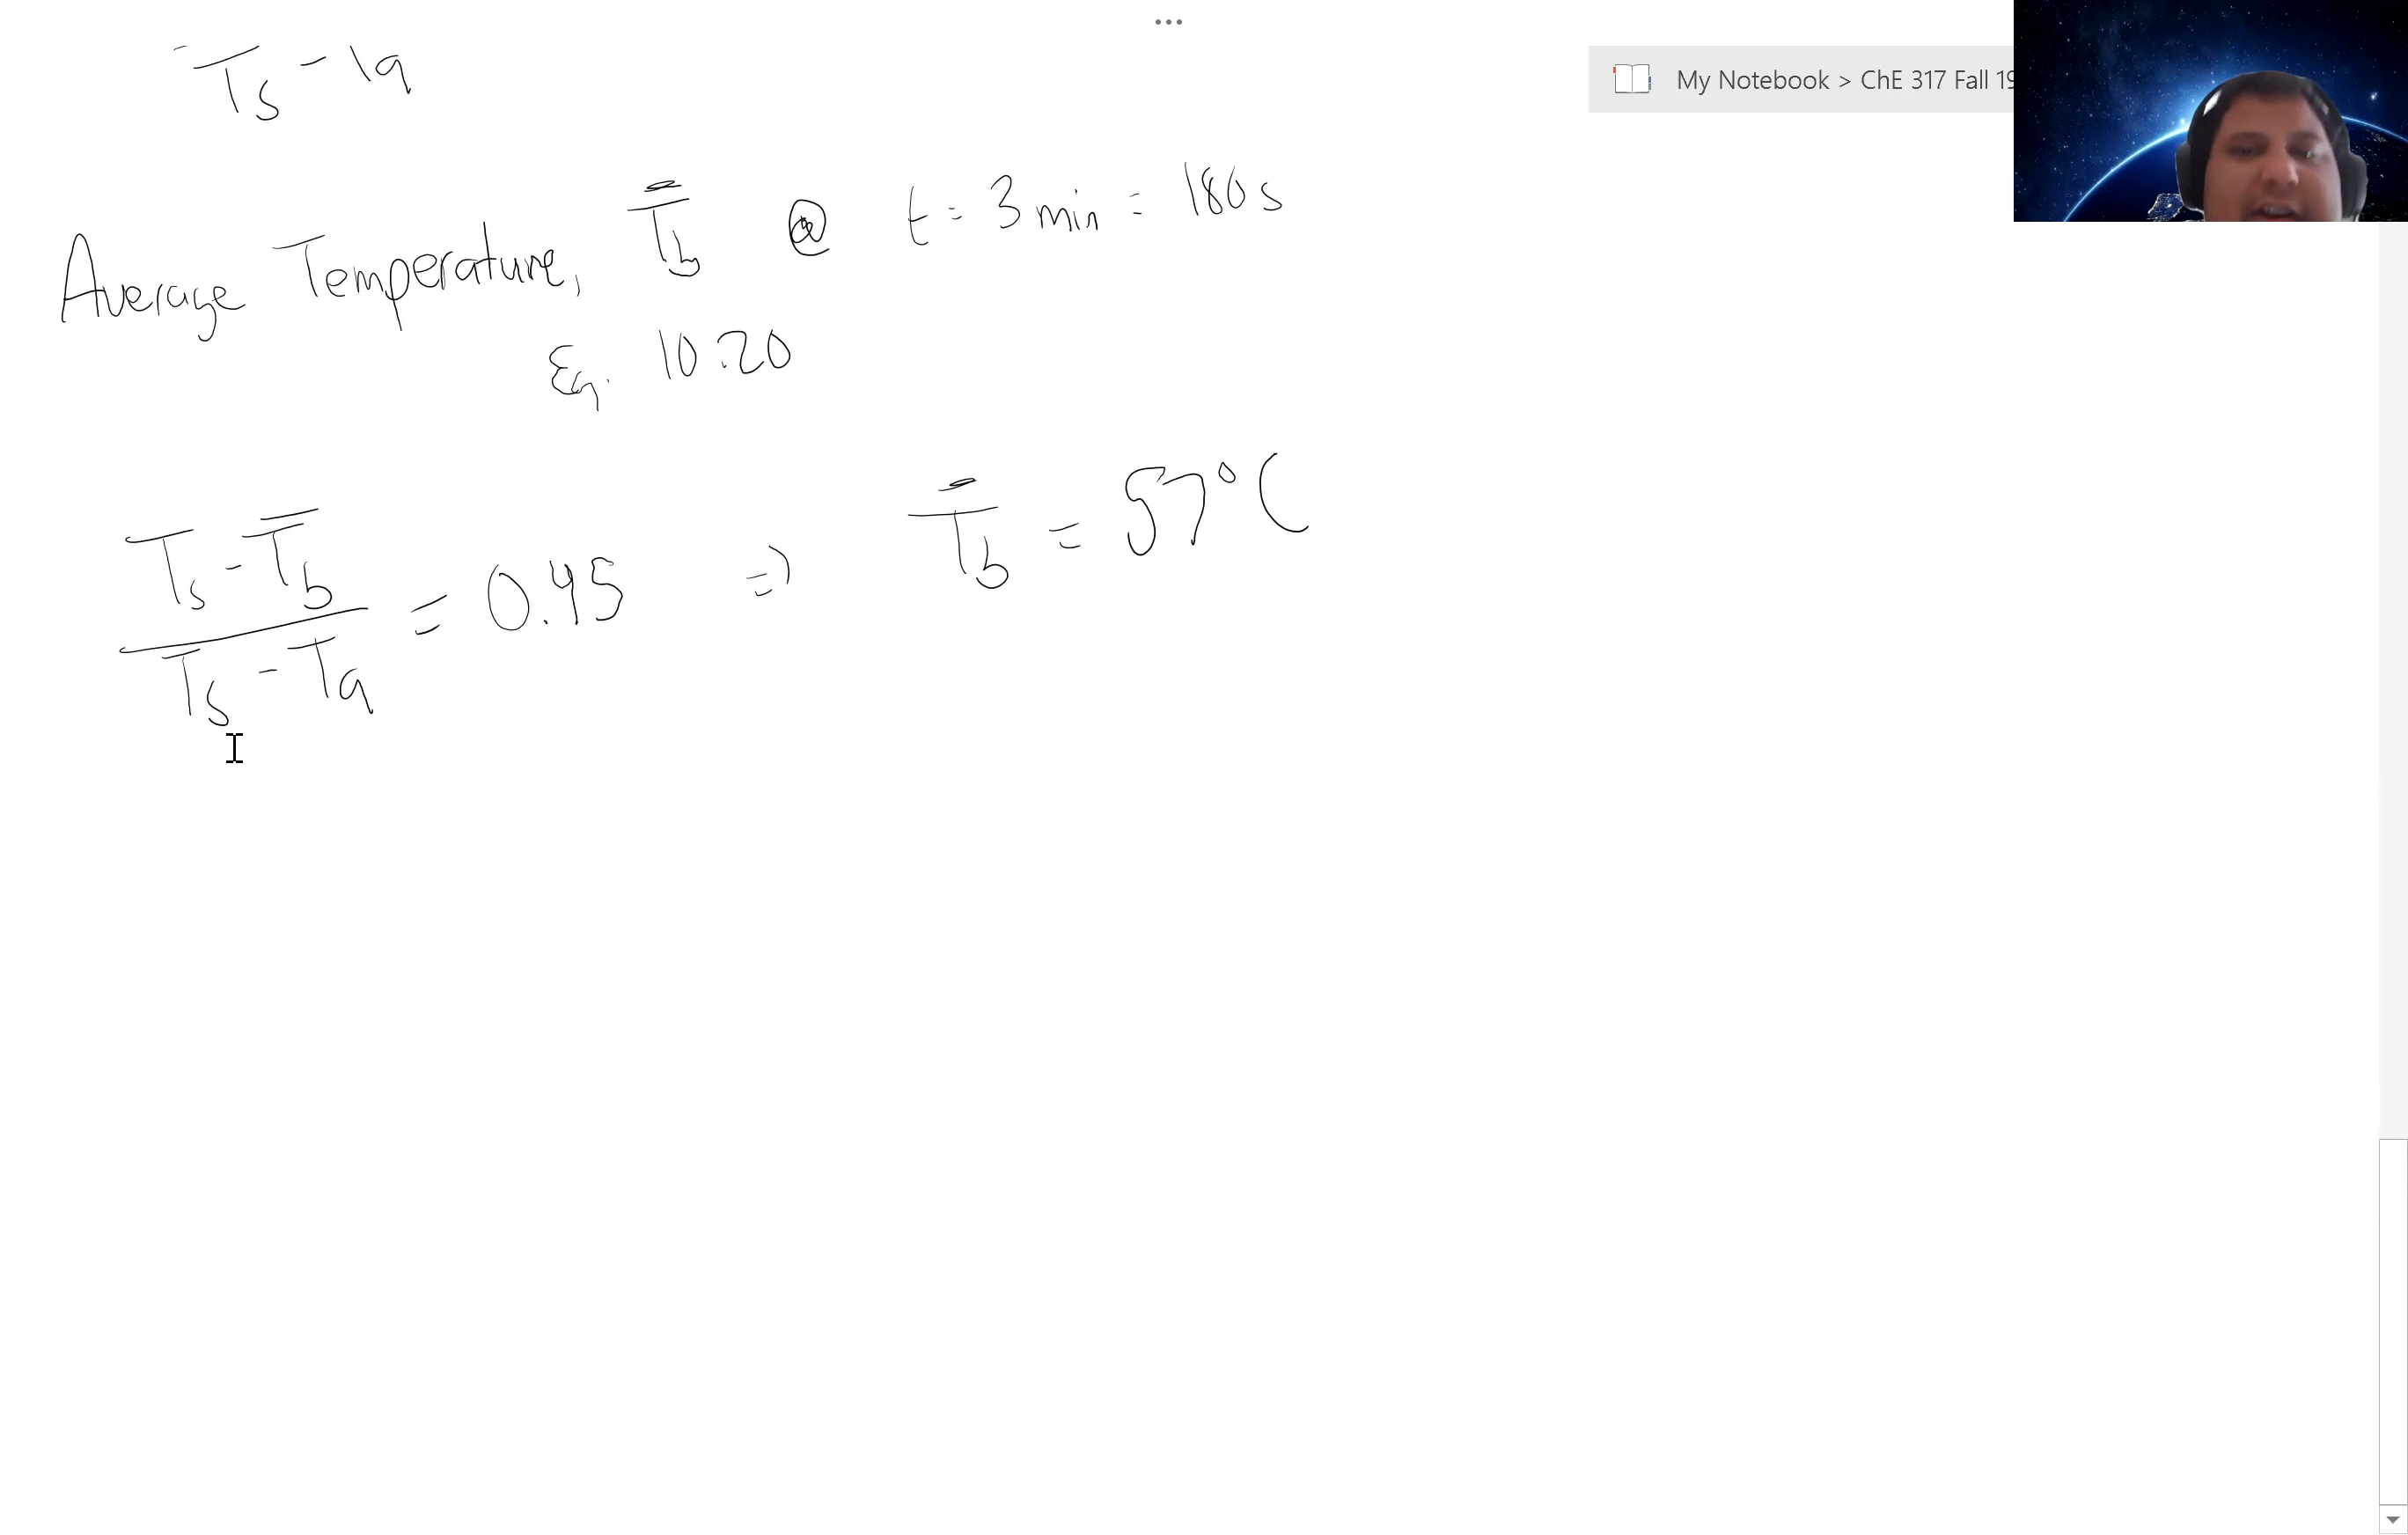 ...
My Notebook > ChE 317 Fall 19
Ts - Ta
Average Temperature, T̿b @ t = 3 min = 180 s
Eq. 10.20
(Ts - T̿b) / (Ts - Ta) = 0.45 ⇒ T̿b = 57°C